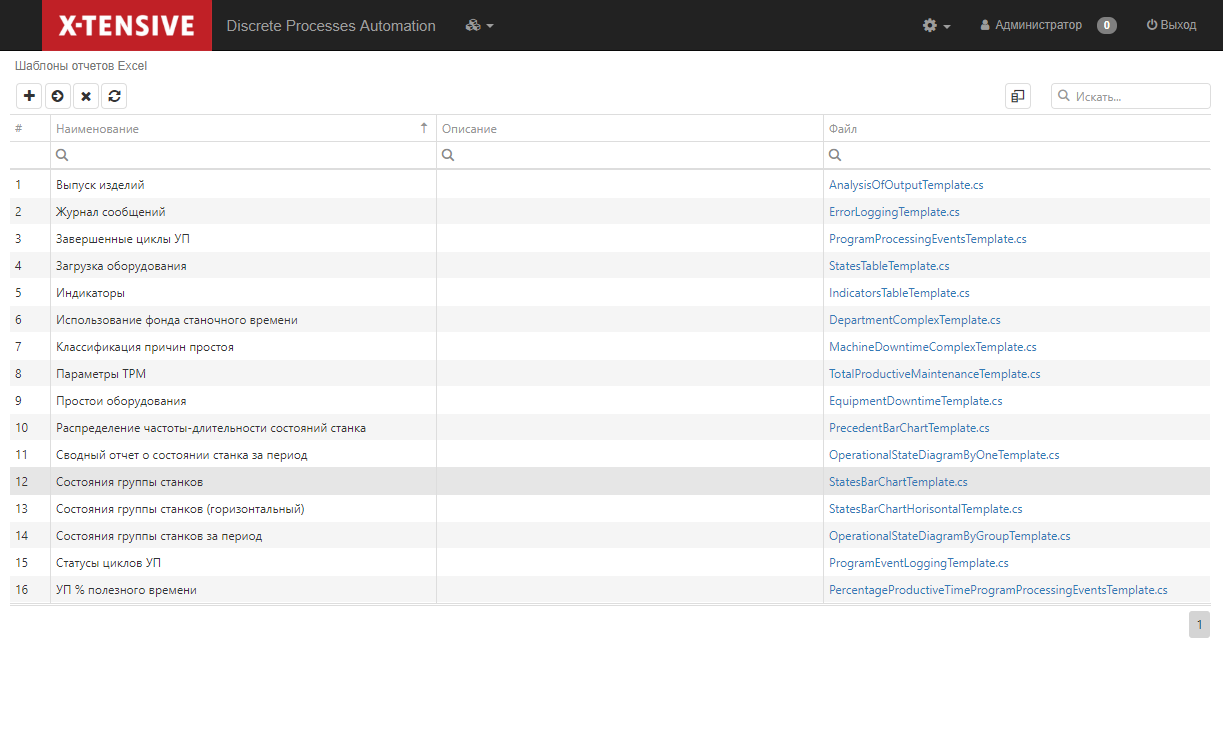 X-TENSIVE Discrete Processes Automation Администратор 0 Выход
Шаблоны отчетов Excel
Искать...
# Наименование Описание Файл
1 Выпуск изделий AnalysisOfOutputTemplate.cs
2 Журнал сообщений ErrorLoggingTemplate.cs
3 Завершенные циклы УП ProgramProcessingEventsTemplate.cs
4 Загрузка оборудования StatesTableTemplate.cs
5 Индикаторы IndicatorsTableTemplate.cs
6 Использование фонда станочного времени DepartmentComplexTemplate.cs
7 Классификация причин простоя MachineDowntimeComplexTemplate.cs
8 Параметры ТРМ TotalProductiveMaintenanceTemplate.cs
9 Простои оборудования EquipmentDowntimeTemplate.cs
10 Распределение частоты-длительности состояний станка PrecedentBarChartTemplate.cs
11 Сводный отчет о состоянии станка за период OperationalStateDiagramByOneTemplate.cs
12 Состояния группы станков StatesBarChartTemplate.cs
13 Состояния группы станков (горизонтальный) StatesBarChartHorisontalTemplate.cs
14 Состояния группы станков за период OperationalStateDiagramByGroupTemplate.cs
15 Статусы циклов УП ProgramEventLoggingTemplate.cs
16 УП % полезного времени PercentageProductiveTimeProgramProcessingEventsTemplate.cs
1